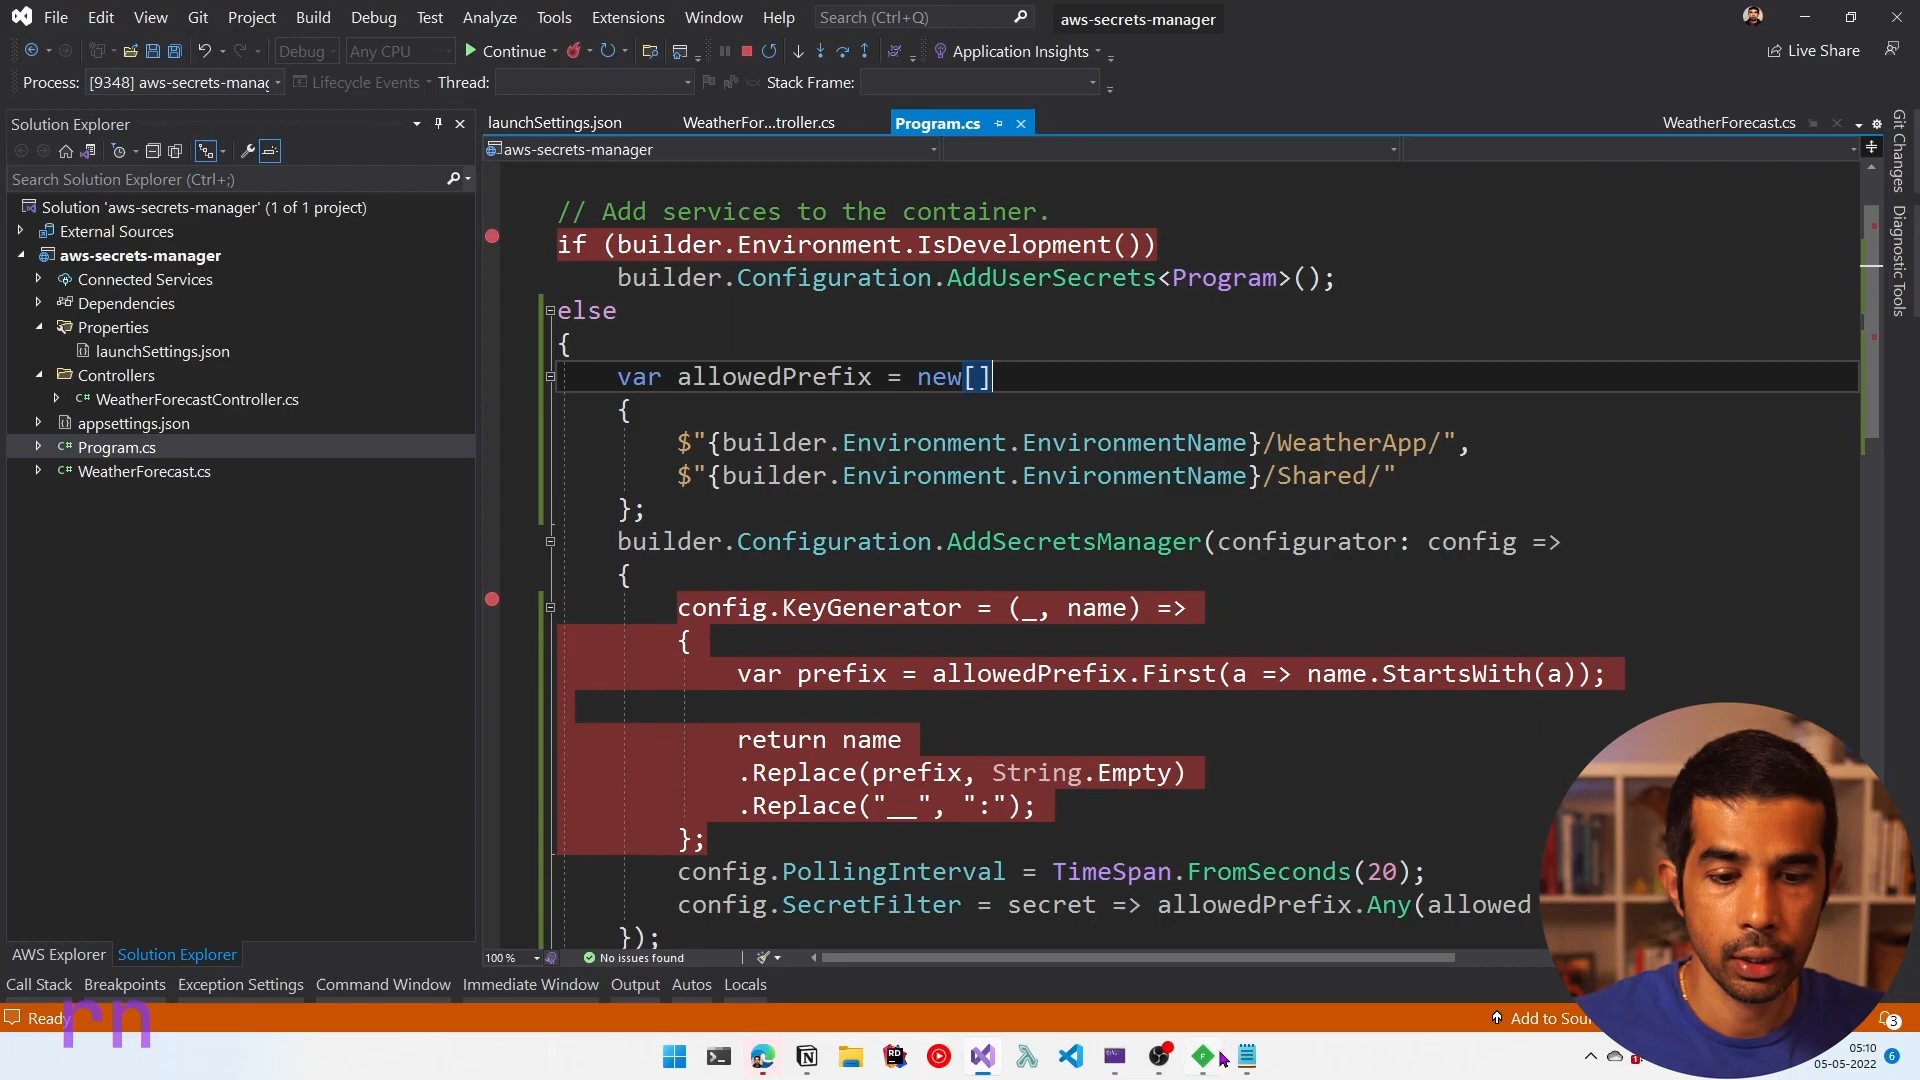 File Edit View Git Project Build Debug Test Analyze Tools Extensions Window Help Search (Ctrl+Q) aws-secrets-manager
Debug Any CPU Continue Application Insights Live Share
Process: [9348] aws-secrets-manag Lifecycle Events Thread: Stack Frame:
Solution Explorer
Search Solution Explorer (Ctrl+;)
Solution 'aws-secrets-manager' (1 of 1 project)
External Sources
aws-secrets-manager
Connected Services
Dependencies
Properties
launchSettings.json
Controllers
WeatherForecastController.cs
appsettings.json
Program.cs
WeatherForecast.cs
AWS Explorer Solution Explorer
launchSettings.json WeatherFor...troller.cs Program.cs WeatherForecast.cs
aws-secrets-manager
// Add services to the container.
if (builder.Environment.IsDevelopment())
builder.Configuration.AddUserSecrets<Program>();
else
{
var allowedPrefix = new[]
{
$"{builder.Environment.EnvironmentName}/WeatherApp/",
$"{builder.Environment.EnvironmentName}/Shared/"
};
builder.Configuration.AddSecretsManager(configurator: config =>
{
config.KeyGenerator = (_, name) =>
{
var prefix = allowedPrefix.First(a => name.StartsWith(a));
return name
.Replace(prefix, String.Empty)
.Replace("__", ":");
};
config.PollingInterval = TimeSpan.FromSeconds(20);
config.SecretFilter = secret => allowedPrefix.Any(allowed
});
100 % No issues found
Git Changes
Diagnostic Tools
Call Stack Breakpoints Exception Settings Command Window Immediate Window Output Autos Locals
Ready Add to Sou 3
rn
RD
05:10
05-05-2022 6